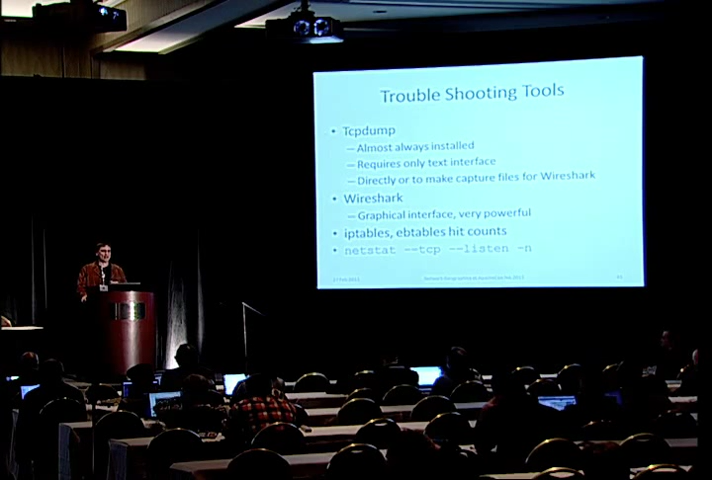 Trouble Shooting Tools
• Tcpdump
– Almost always installed
– Requires only text interface
– Directly or to make capture files for Wireshark
• Wireshark
– Graphical interface, very powerful
• iptables, ebtables hit counts
• netstat --tcp --listen -n